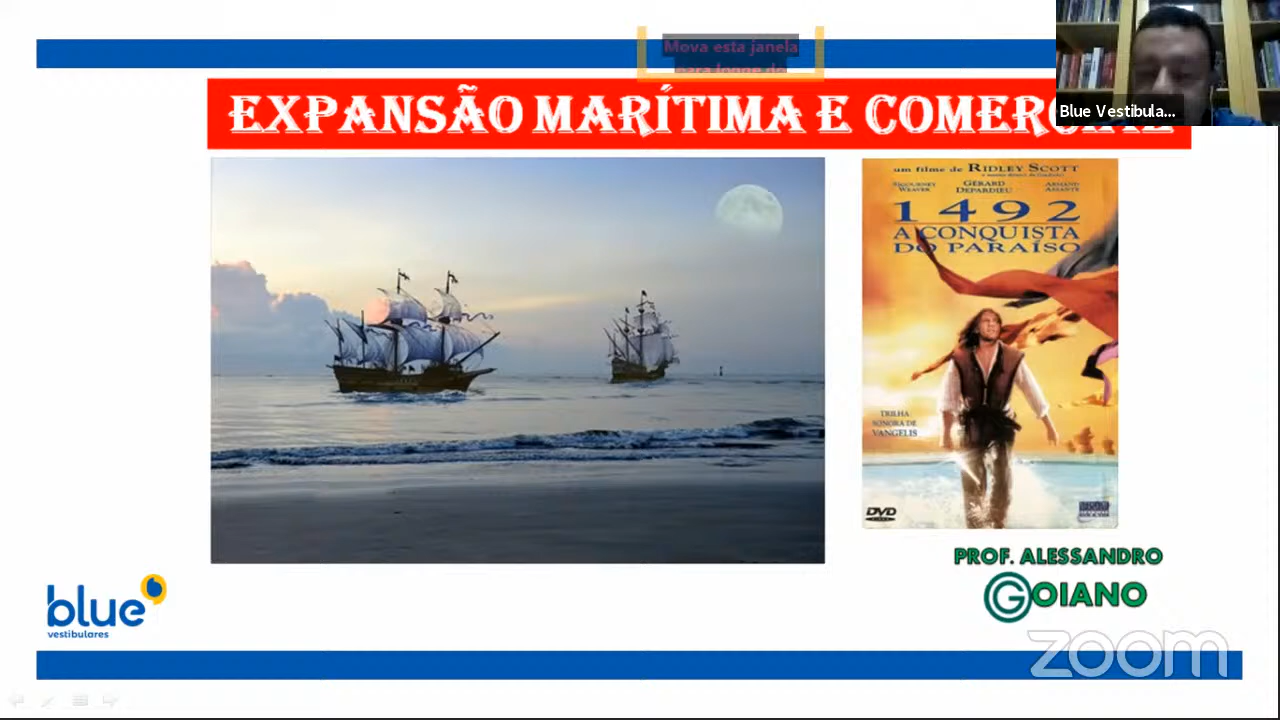 Mova esta janela
Blue Vestibula...
EXPANSÃO MARÍTIMA E COMERCIAL
um filme de RIDLEY SCOTT
SIGOURNEY WEAVER
GÉRARD DEPARDIEU
ARMAND ASSANTE
1492
A CONQUISTA
DO PARAÍSO
TRILHA
SONORA DE
VANGELIS
DVD
PROF. ALESSANDRO
GOIANO
blue
vestibulares
zoom